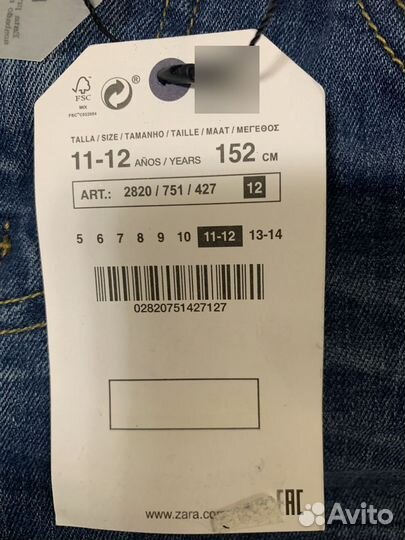 FSC
MIX
TALLA / SIZE / TAMANHO / TAILLE / MAAT / ΜΕΓΕΘΟΣ
11-12 AÑOS / YEARS 152 CM
ART.: 2820 / 751 / 427 12
5 6 7 8 9 10 11-12 13-14
02820751427127
www.zara.co
EAC
Avito